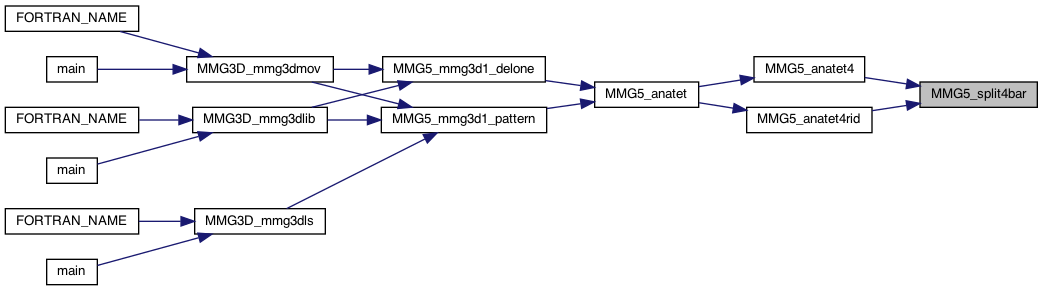 FORTRAN_NAME
main
MMG3D_mmg3dmov
MMG5_mmg3d1_delone
MMG5_anatet4
MMG5_split4bar
MMG5_anatet
FORTRAN_NAME
MMG3D_mmg3dlib
MMG5_mmg3d1_pattern
MMG5_anatet4rid
main
FORTRAN_NAME
MMG3D_mmg3dls
main